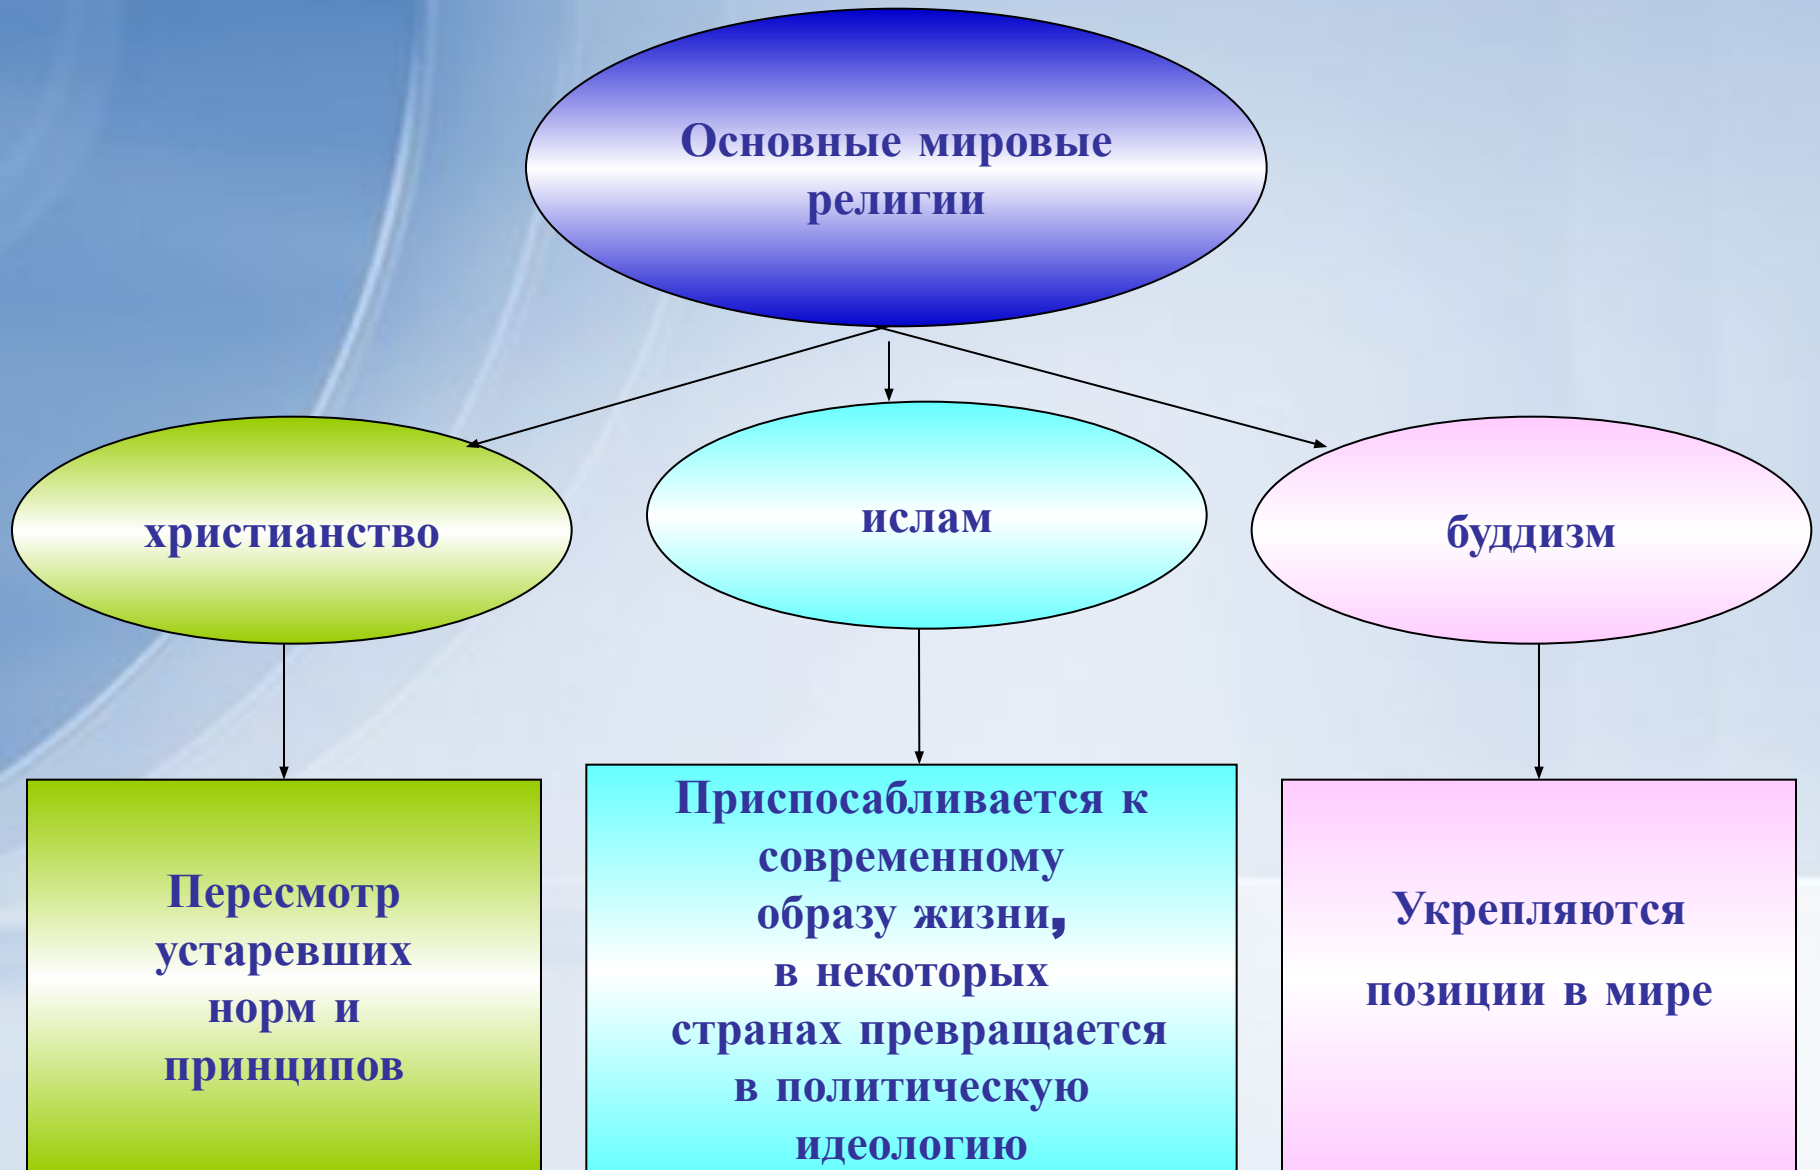 Основные мировые
религии
христианство
ислам
буддизм
Пересмотр
устаревших
норм и
принципов
Приспосабливается к
современному
образу жизни,
в некоторых
странах превращается
в политическую
идеологию
Укрепляются
позиции в мире